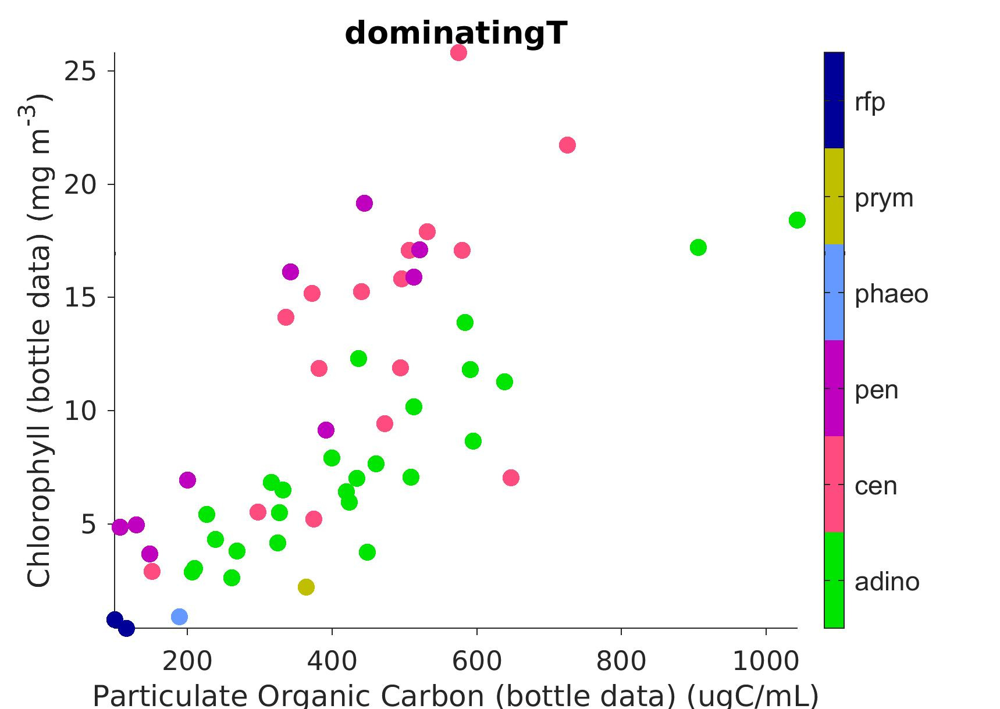 dominatingT
25
20
15
10
5
Chlorophyll (bottle data) (mg m-3)
200 400 600 800 1000
Particulate Organic Carbon (bottle data) (ugC/mL)
rfp
prym
phaeo
pen
cen
adino